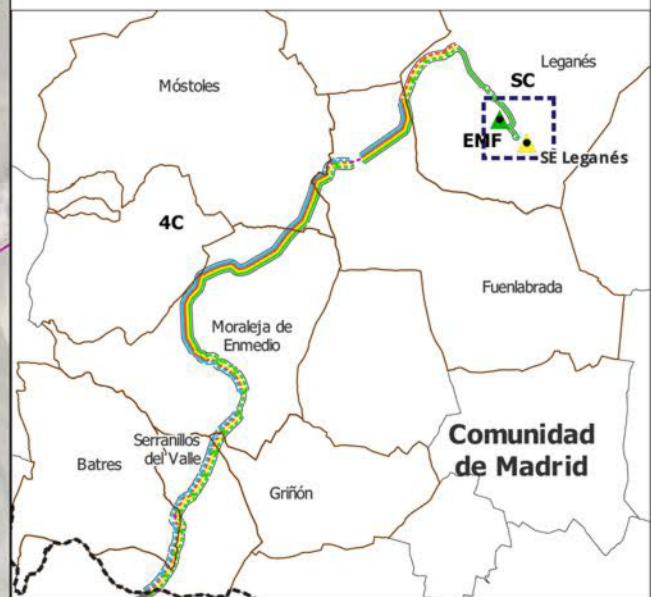 Leganés
SC
Móstoles
EMF
SE Leganés
4C
Fuenlabrada
Moraleja de
Enmedio
Comunidad
de Madrid
Serranillos
del Valle
Batres
Griñón